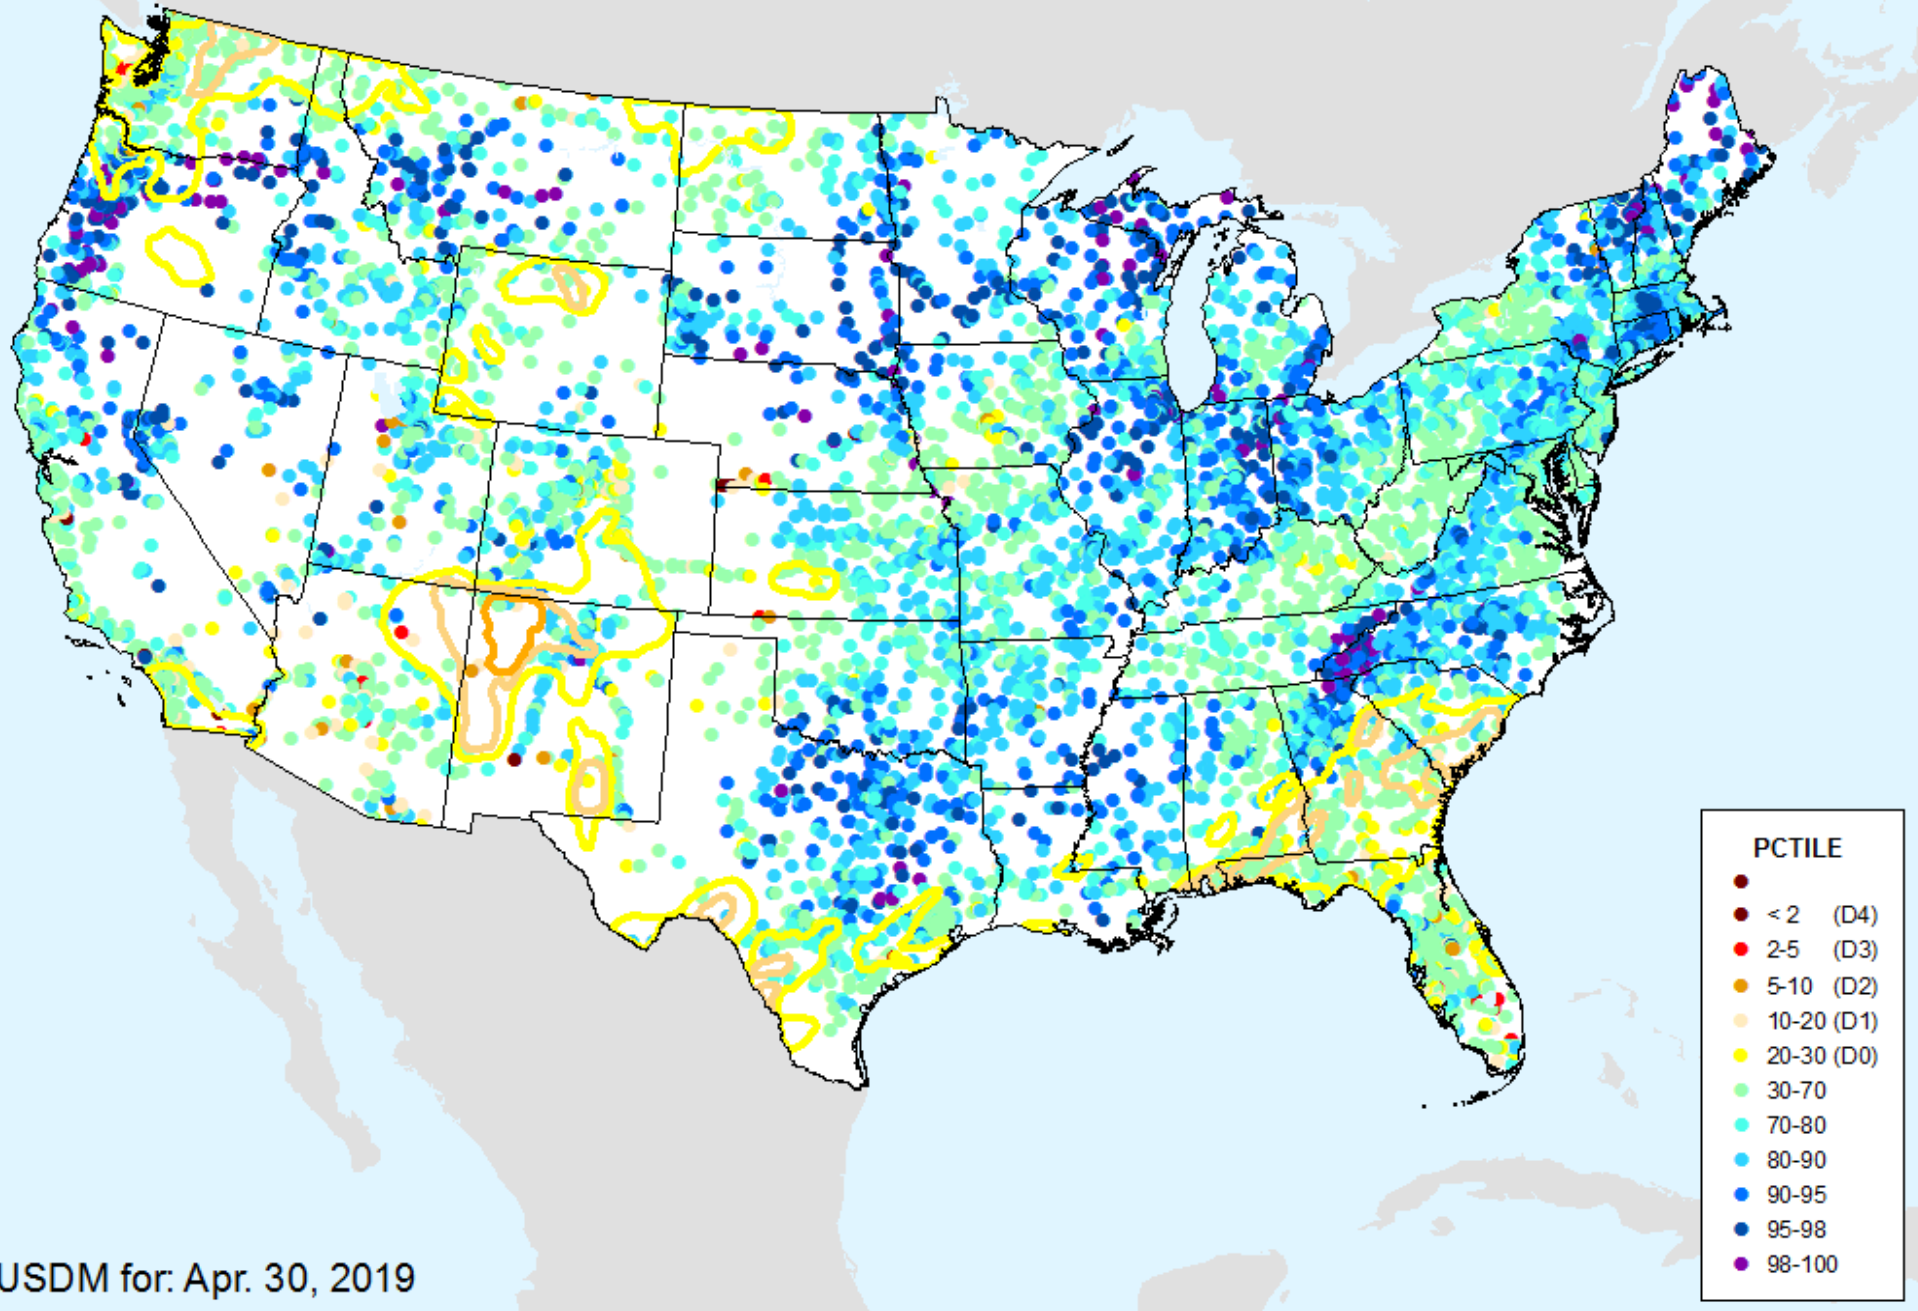 PCTILE
< 2 (D4)
2-5 (D3)
5-10 (D2)
10-20 (D1)
20-30 (D0)
30-70
70-80
80-90
90-95
95-98
98-100
USDM for: Apr. 30, 2019